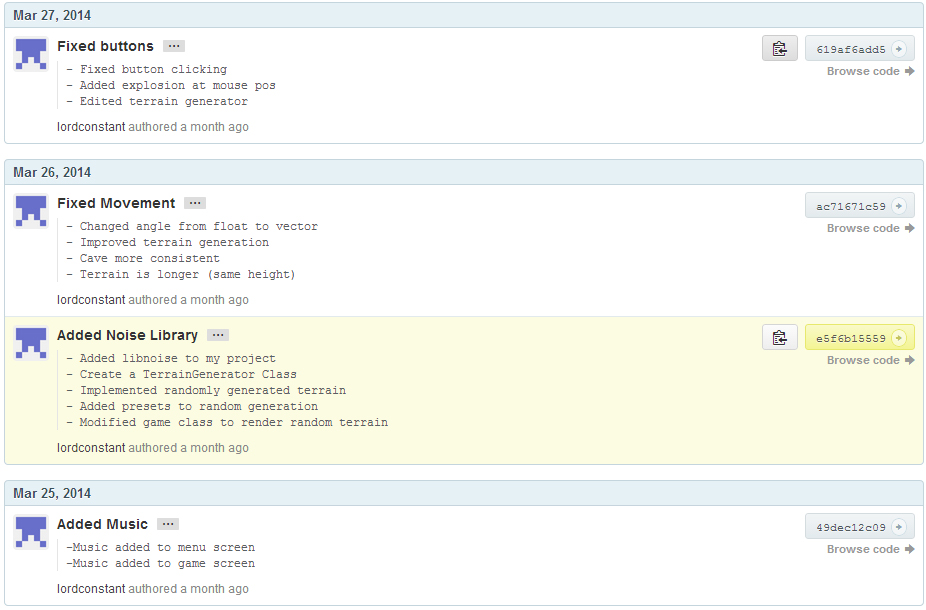 Mar 27, 2014
Fixed buttons ...
- Fixed button clicking
- Added explosion at mouse pos
- Edited terrain generator
lordconstant authored a month ago
619af6add5 +
Browse code
Mar 26, 2014
Fixed Movement ...
- Changed angle from float to vector
- Improved terrain generation
- Cave more consistent
- Terrain is longer (same height)
lordconstant authored a month ago
ac71671c59 +
Browse code
Added Noise Library ...
- Added libnoise to my project
- Create a TerrainGenerator Class
- Implemented randomly generated terrain
- Added presets to random generation
- Modified game class to render random terrain
lordconstant authored a month ago
e5f6b15559 +
Browse code
Mar 25, 2014
Added Music ...
-Music added to menu screen
-Music added to game screen
lordconstant authored a month ago
49dec12c09 +
Browse code